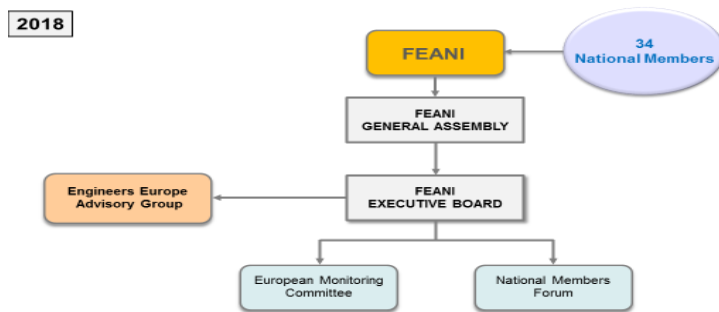 2018
34
National Members
FEANI
FEANI
GENERAL ASSEMBLY
Engineers Europe
Advisory Group
FEANI
EXECUTIVE BOARD
European Monitoring
Committee
National Members
Forum